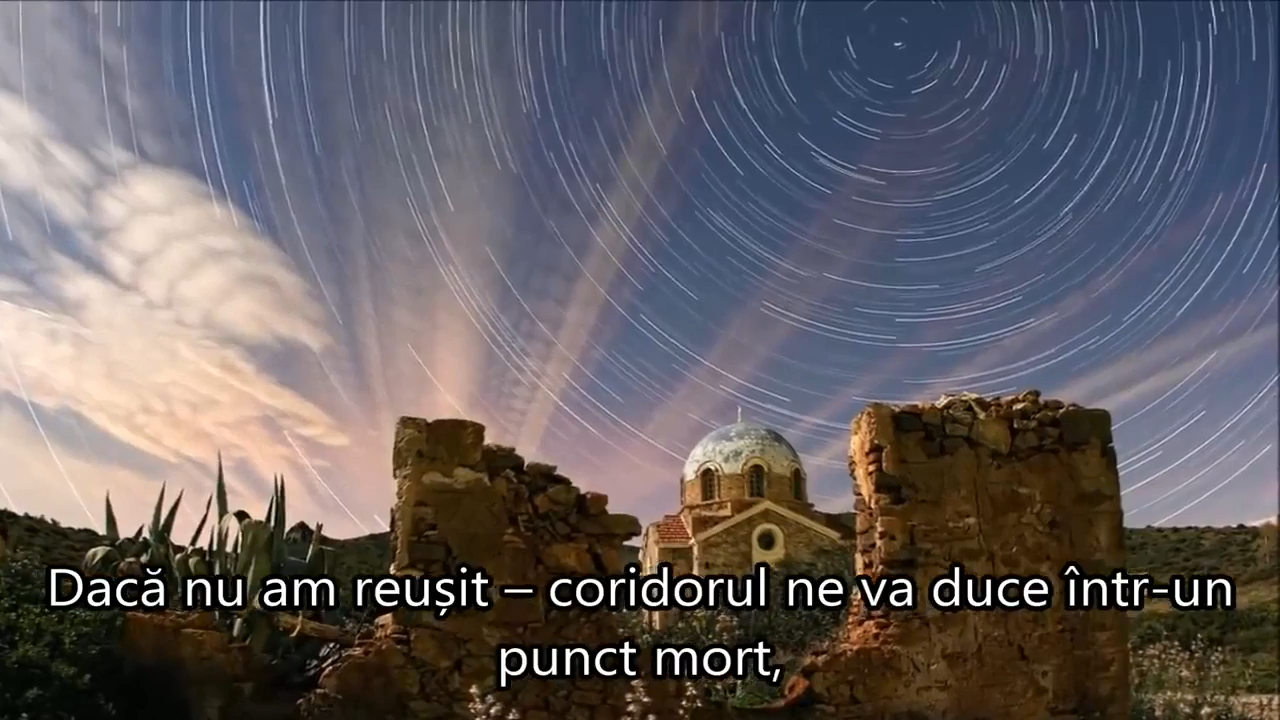 Dacă nu am reușit – coridorul ne va duce într-un
punct mort,